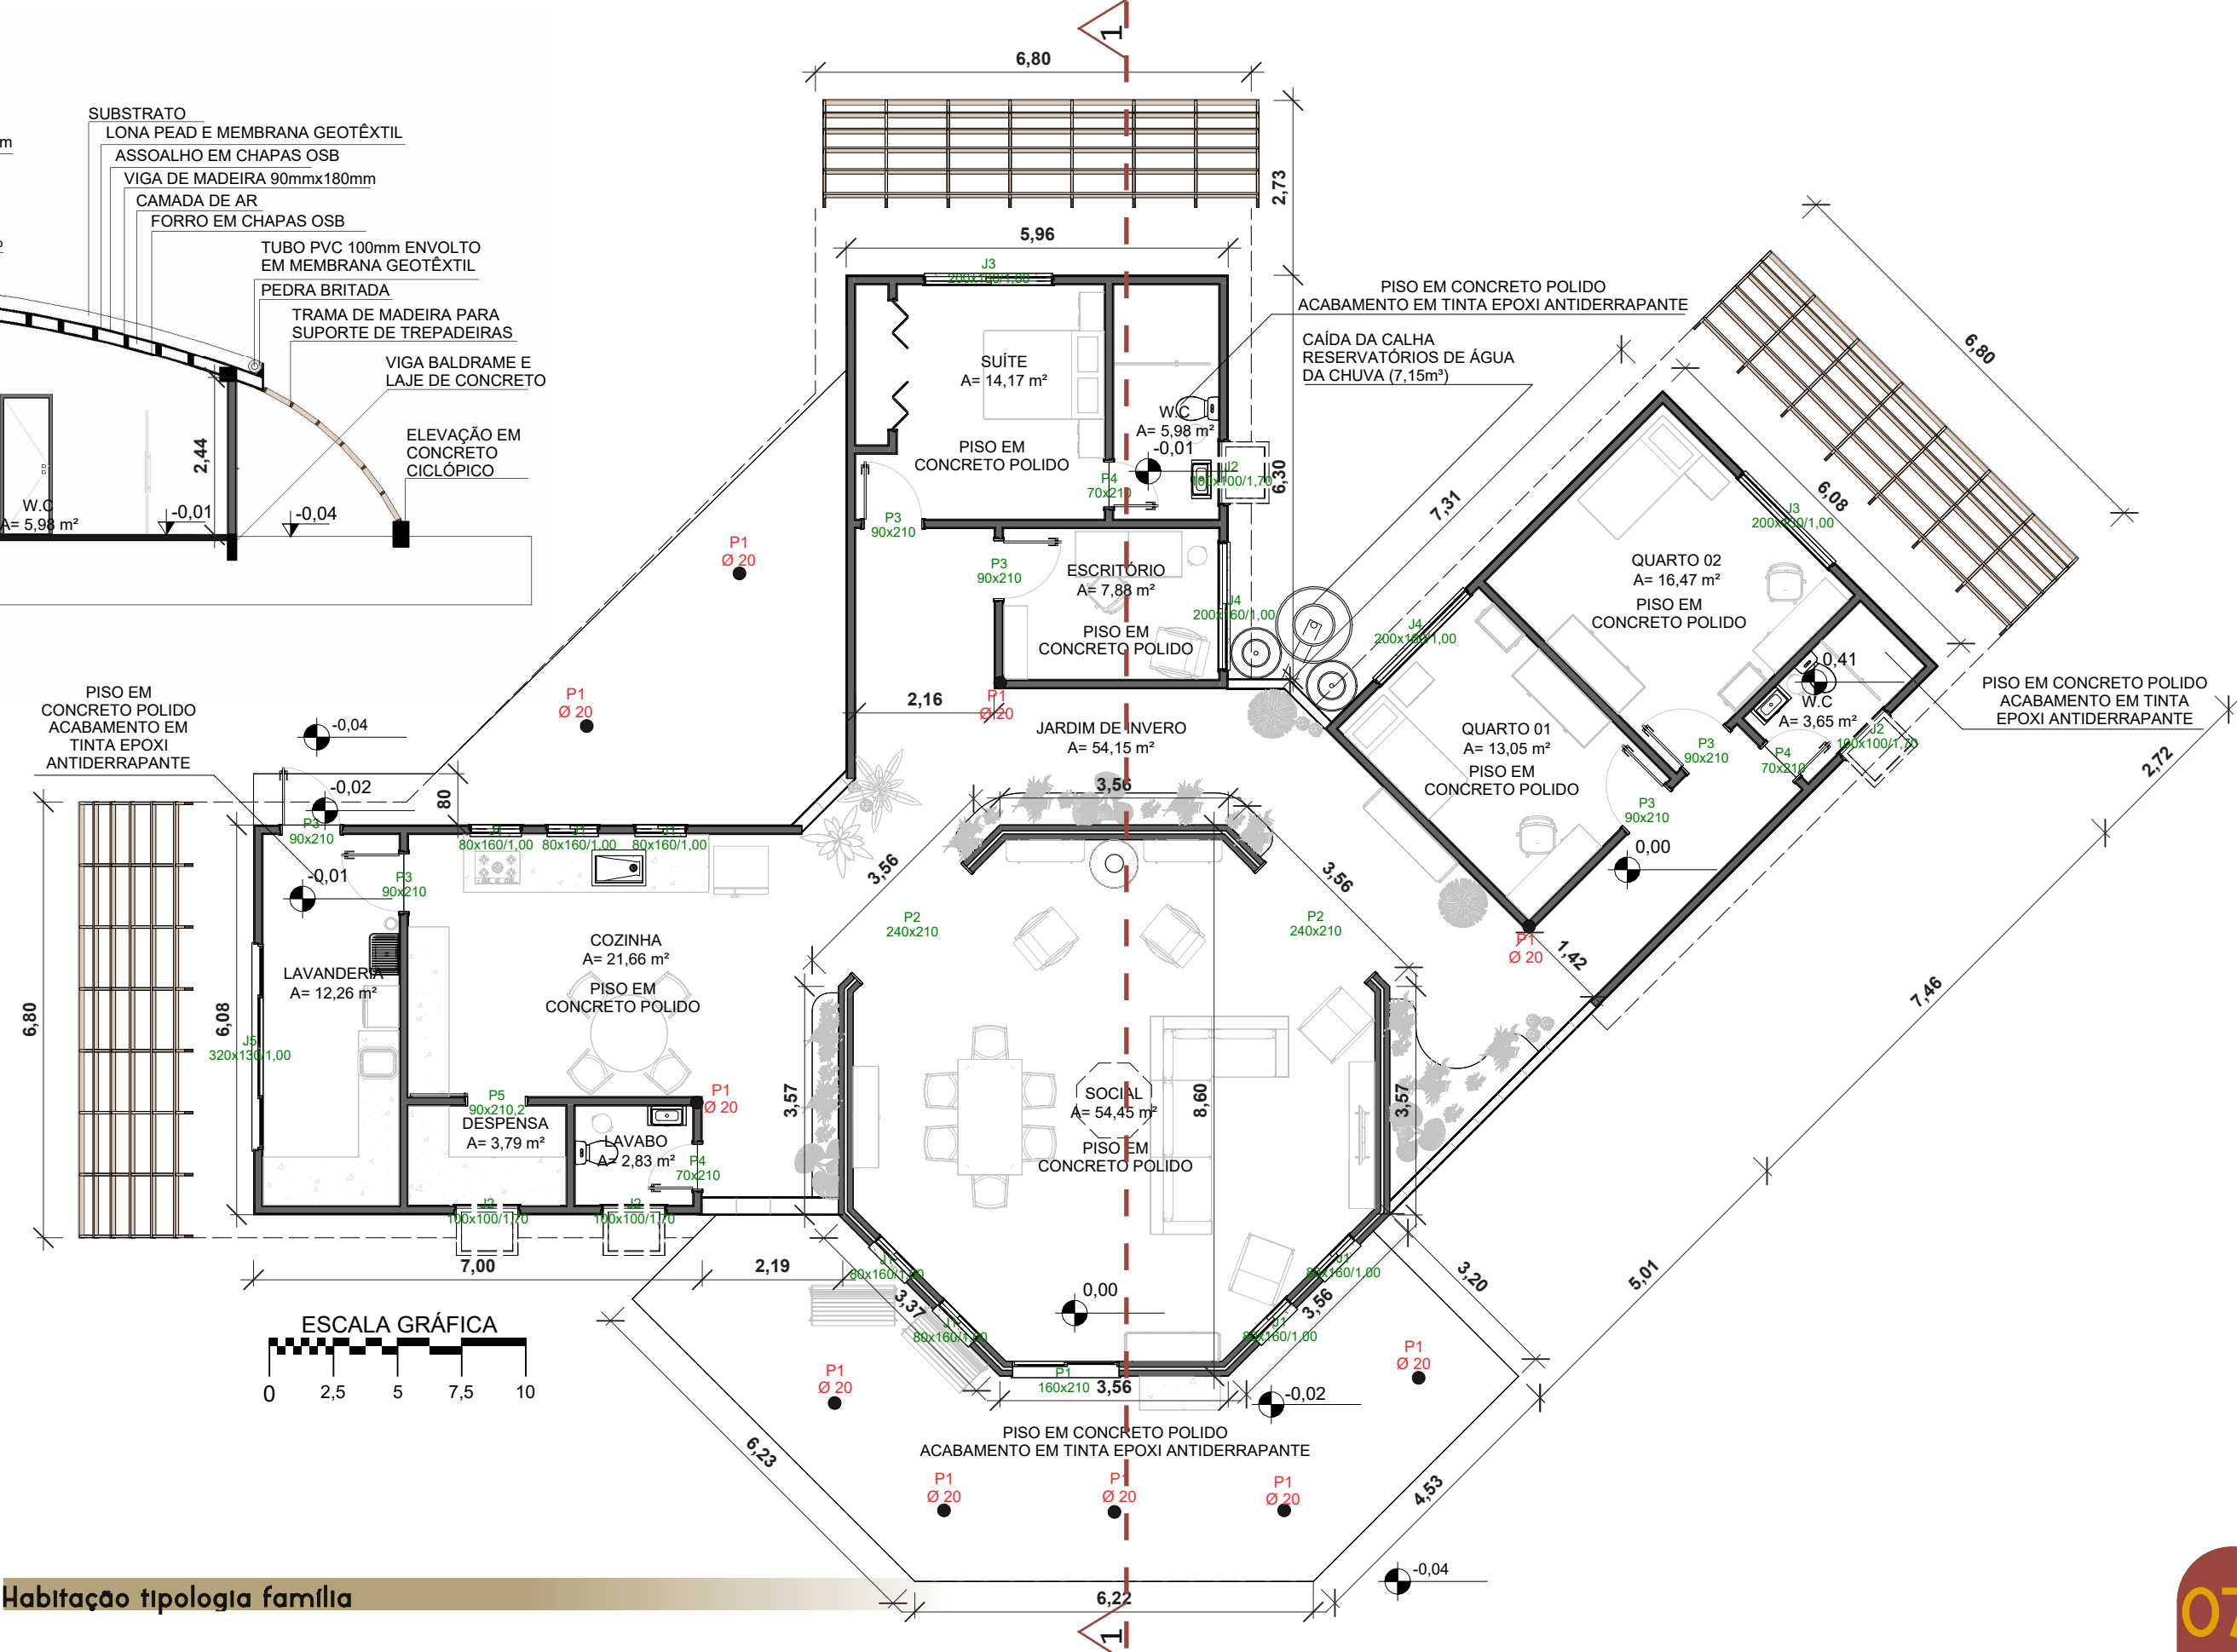 SUBSTRATO
LONA PEAD E MEMBRANA GEOTÊXTIL
ASSOALHO EM CHAPAS OSB
VIGA DE MADEIRA 90mmx180mm
CAMADA DE AR
FORRO EM CHAPAS OSB
TUBO PVC 100mm ENVOLTO
EM MEMBRANA GEOTÊXTIL
PEDRA BRITADA
TRAMA DE MADEIRA PARA
SUPORTE DE TREPADEIRAS
VIGA BALDRAME E
LAJE DE CONCRETO
ELEVAÇÃO EM
CONCRETO
CICLÓPICO
2,44
W.C
A= 5,98 m²
-0,01
-0,04
1
6,80
2,73
5,96
J3
SUÍTE
A= 14,17 m²
PISO EM
CONCRETO POLIDO
W.C
A= 5,98 m²
-0,01
P4
70x210
J2
100x100/1,70
6,30
P3
90x210
P3
90x210
ESCRITÓRIO
A= 7,88 m²
PISO EM
CONCRETO POLIDO
J4
200x160/1,00
PISO EM CONCRETO POLIDO
ACABAMENTO EM TINTA EPOXI ANTIDERRAPANTE
CAÍDA DA CALHA
RESERVATÓRIOS DE ÁGUA
DA CHUVA (7,15m³)
7,31
6,80
6,08
J3
200x130/1,00
QUARTO 02
A= 16,47 m²
PISO EM
CONCRETO POLIDO
J4
200x160/1,00
QUARTO 01
A= 13,05 m²
PISO EM
CONCRETO POLIDO
0,41
W.C
A= 3,65 m²
J2
100x100/1,70
P3
90x210
P4
70x210
P3
90x210
0,00
PISO EM CONCRETO POLIDO
ACABAMENTO EM TINTA
EPOXI ANTIDERRAPANTE
2,72
7,46
5,01
1,42
P1
Ø 20
P1
Ø 20
P1
Ø 20
P1
Ø 20
2,16
JARDIM DE INVERO
A= 54,15 m²
3,56
3,56
3,56
P2
240x210
P2
240x210
PISO EM
CONCRETO POLIDO
ACABAMENTO EM
TINTA EPOXI
ANTIDERRAPANTE
-0,04
-0,02
80
P3
90x210
-0,01
P3
90x210
J1
80x160/1,00
J1
80x160/1,00
J1
80x160/1,00
COZINHA
A= 21,66 m²
PISO EM
CONCRETO POLIDO
LAVANDERIA
A= 12,26 m²
6,80
6,08
J5
320x130/1,00
P5
90x210,2
DESPENSA
A= 3,79 m²
LAVABO
A= 2,83 m²
P1
Ø 20
P4
70x210
J2
100x100/1,70
J2
100x100/1,70
7,00
2,19
3,57
3,57
8,60
SOCIAL
A= 54,45 m²
PISO EM
CONCRETO POLIDO
0,00
J1
80x160/1,00
J1
80x160/1,00
J1
80x160/1,00
J1
80x160/1,00
3,37
3,56
3,20
P1
160x210
3,56
-0,02
PISO EM CONCRETO POLIDO
ACABAMENTO EM TINTA EPOXI ANTIDERRAPANTE
P1
Ø 20
P1
Ø 20
P1
Ø 20
P1
Ø 20
P1
Ø 20
6,23
4,53
6,22
-0,04
1
ESCALA GRÁFICA
0 2,5 5 7,5 10
Habitação tipologia família
07